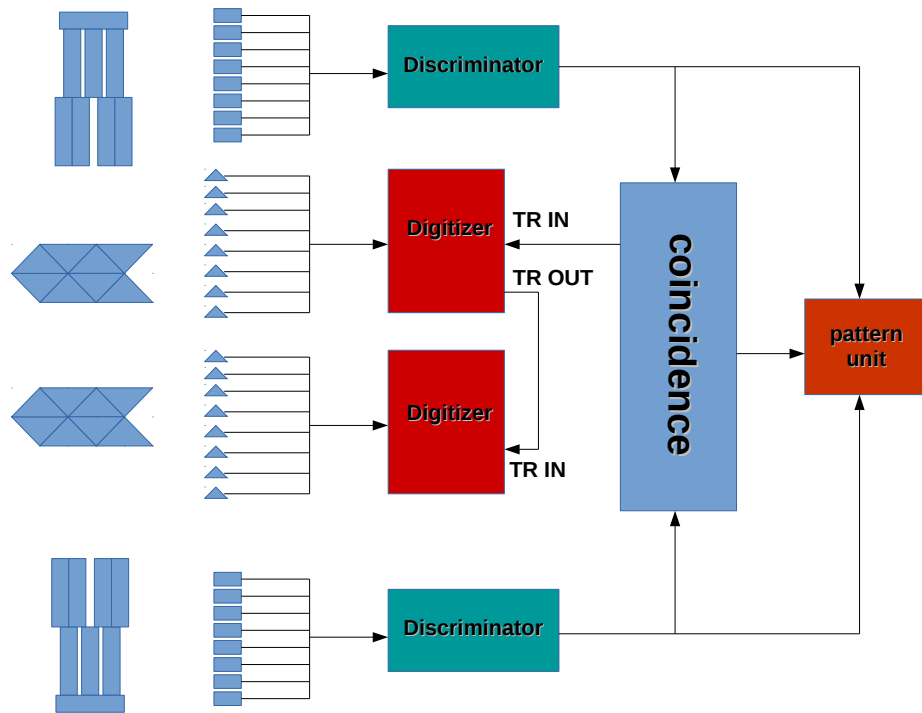 Discriminator
Digitizer
TR IN
TR OUT
coincidence
pattern
unit
Digitizer
TR IN
Discriminator